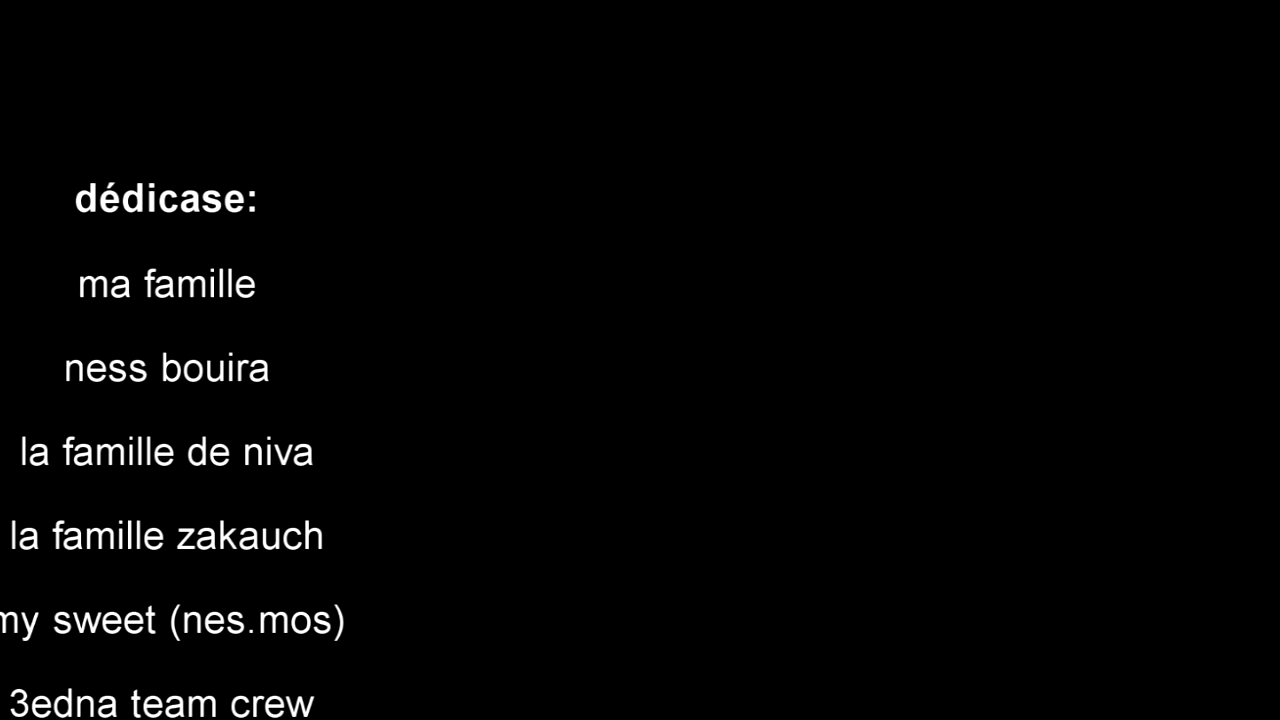 dédicase:
ma famille
ness bouira
la famille de niva
la famille zakauch
my sweet (nes.mos)
3edna team crew